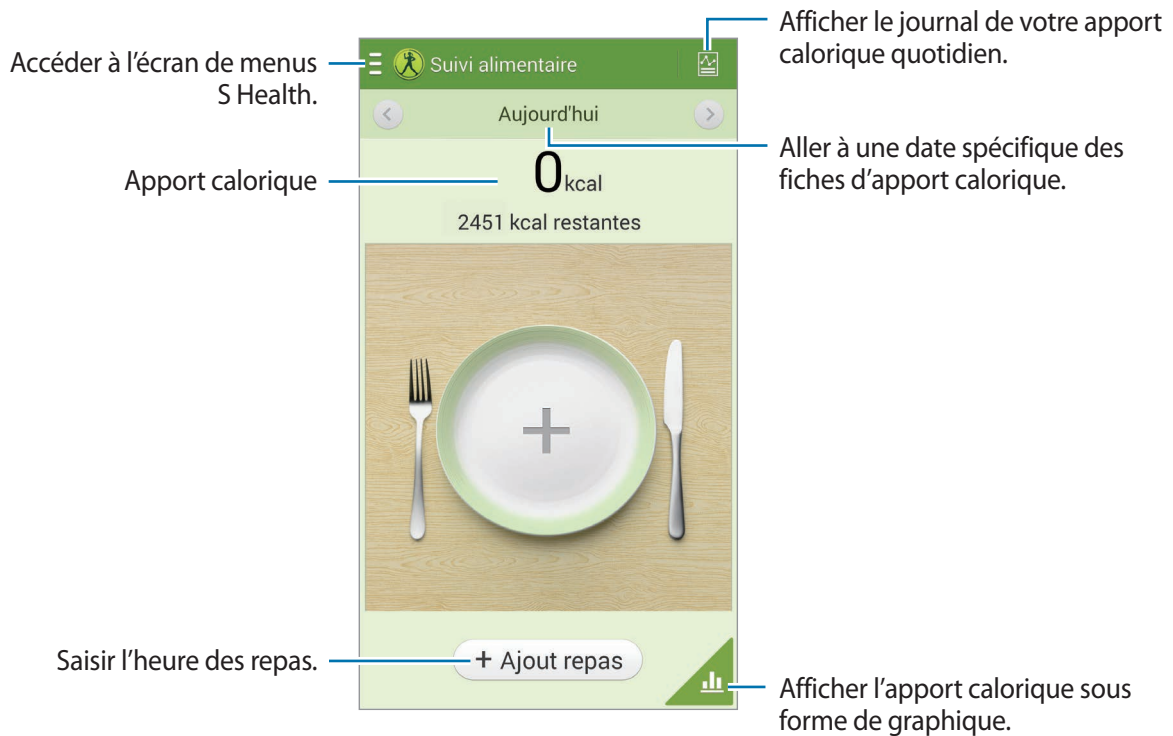 Afficher le journal de votre apport
calorique quotidien.
Accéder à l'écran de menus
S Health.
Suivi alimentaire
Aujourd'hui
Aller à une date spécifique des
fiches d'apport calorique.
Apport calorique
0 kcal
2451 kcal restantes
Saisir l'heure des repas.
+ Ajout repas
Afficher l'apport calorique sous
forme de graphique.